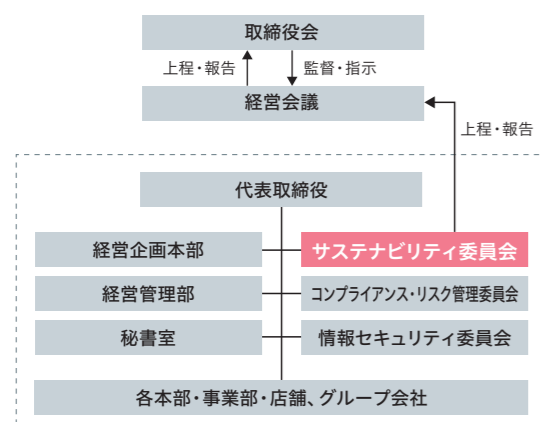 取締役会
上程・報告
監督・指示
経営会議
上程・報告
代表取締役
経営企画本部
サステナビリティ委員会
経営管理部
コンプライアンス・リスク管理委員会
秘書室
情報セキュリティ委員会
各本部・事業部・店舗、グループ会社